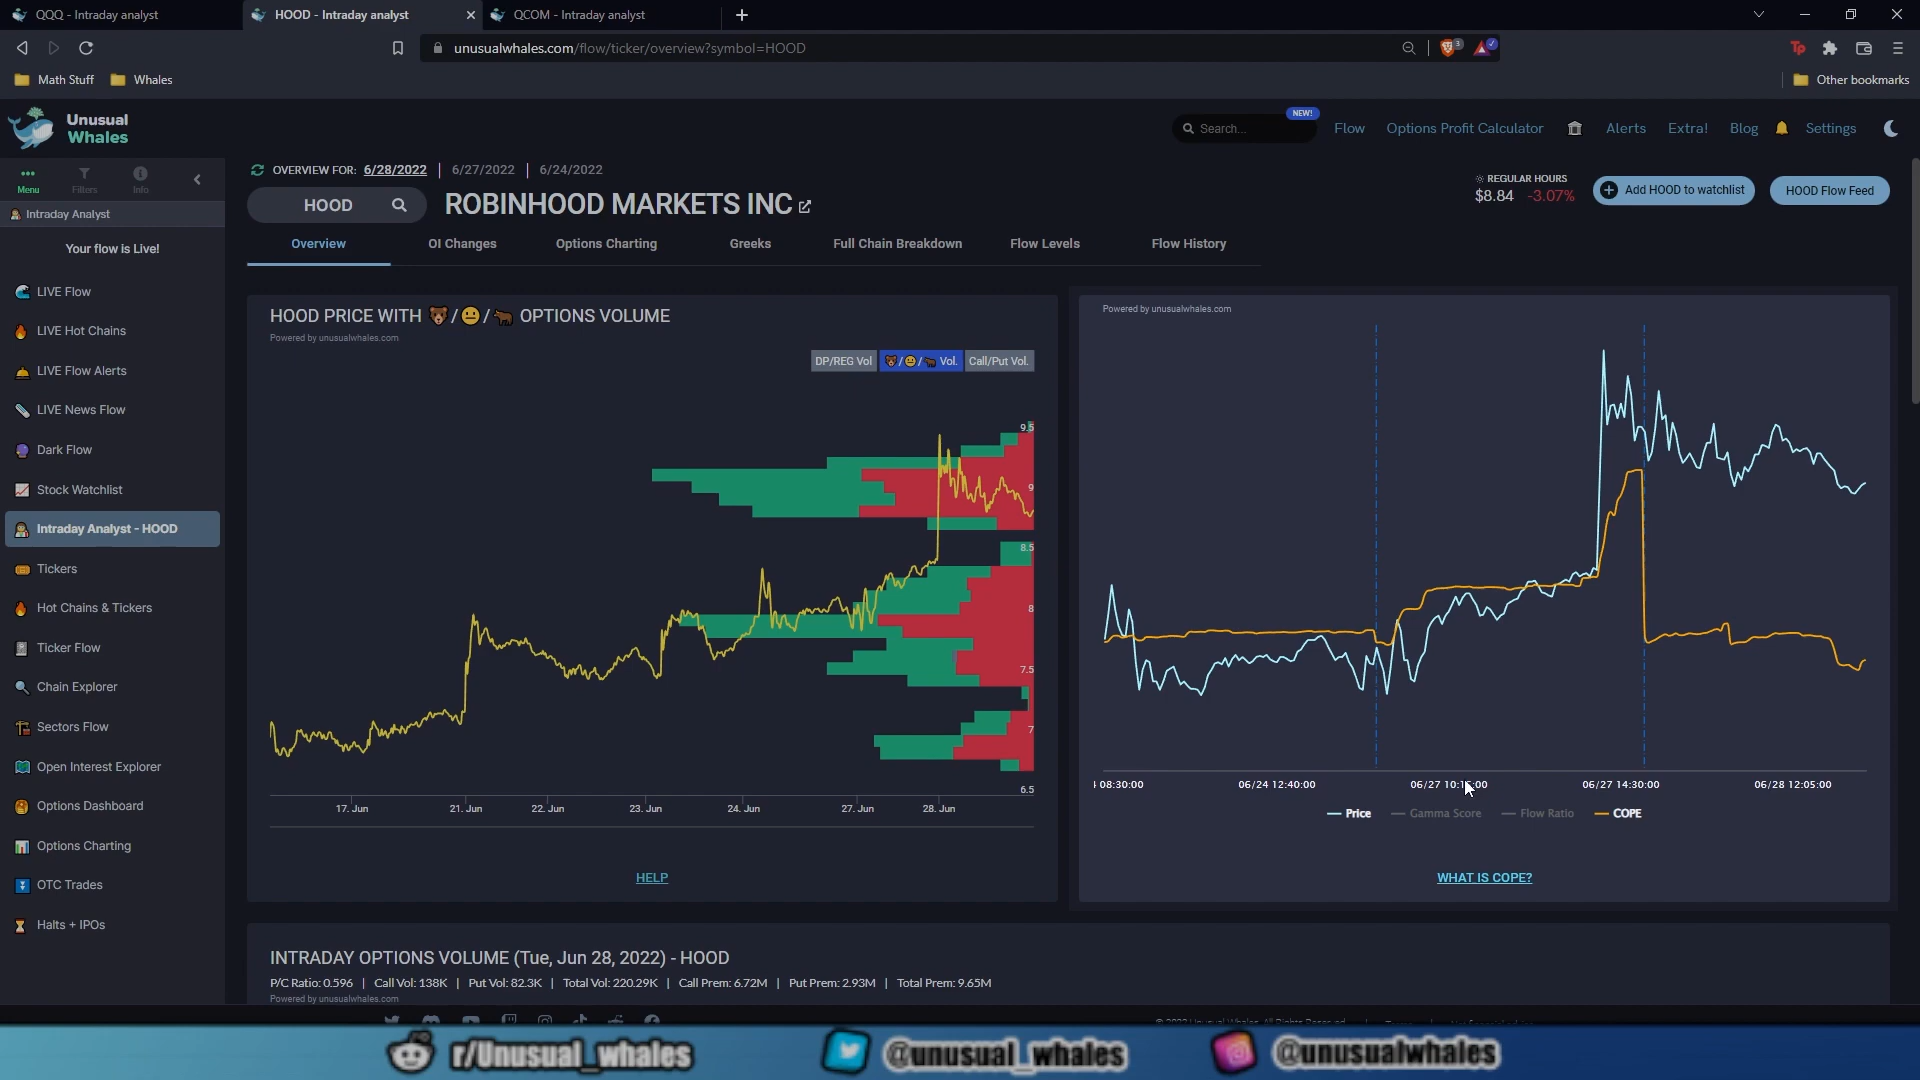 QQQ - Intraday analyst
HOOD - Intraday analyst
QCOM - Intraday analyst
unusualwhales.com/flow/ticker/overview?symbol=HOOD
3
Tp
Math Stuff
Whales
Other bookmarks
Unusual
Whales
Search...
NEW!
Flow
Options Profit Calculator
Alerts
Extra!
Blog
Settings
Menu
Filters
Info
Intraday Analyst
Your flow is Live!
LIVE Flow
LIVE Hot Chains
LIVE Flow Alerts
LIVE News Flow
Dark Flow
Stock Watchlist
Intraday Analyst - HOOD
Tickers
Hot Chains & Tickers
Ticker Flow
Chain Explorer
Sectors Flow
Open Interest Explorer
Options Dashboard
Options Charting
OTC Trades
Halts + IPOs
OVERVIEW FOR: 6/28/2022 | 6/27/2022 | 6/24/2022
HOOD
ROBINHOOD MARKETS INC
REGULAR HOURS
$8.84 -3.07%
Add HOOD to watchlist
HOOD Flow Feed
Overview
OI Changes
Options Charting
Greeks
Full Chain Breakdown
Flow Levels
Flow History
HOOD PRICE WITH 🐻/😐/🐂 OPTIONS VOLUME
Powered by unusualwhales.com
DP/REG Vol
🐻/😐/🐂 Vol.
Call/Put Vol.
9.5
9
8.5
8
7.5
7
6.5
17. Jun
21. Jun
22. Jun
23. Jun
24. Jun
27. Jun
28. Jun
HELP
Powered by unusualwhales.com
08:30:00
06/24 12:40:00
06/27 10:15:00
06/27 14:30:00
06/28 12:05:00
Price
Gamma Score
Flow Ratio
COPE
WHAT IS COPE?
INTRADAY OPTIONS VOLUME (Tue, Jun 28, 2022) - HOOD
P/C Ratio: 0.596 | Call Vol: 138K | Put Vol: 82.3K | Total Vol: 220.29K | Call Prem: 6.72M | Put Prem: 2.93M | Total Prem: 9.65M
Powered by unusualwhales.com
r/Unusual_whales
@unusual_whales
@unusualwhales